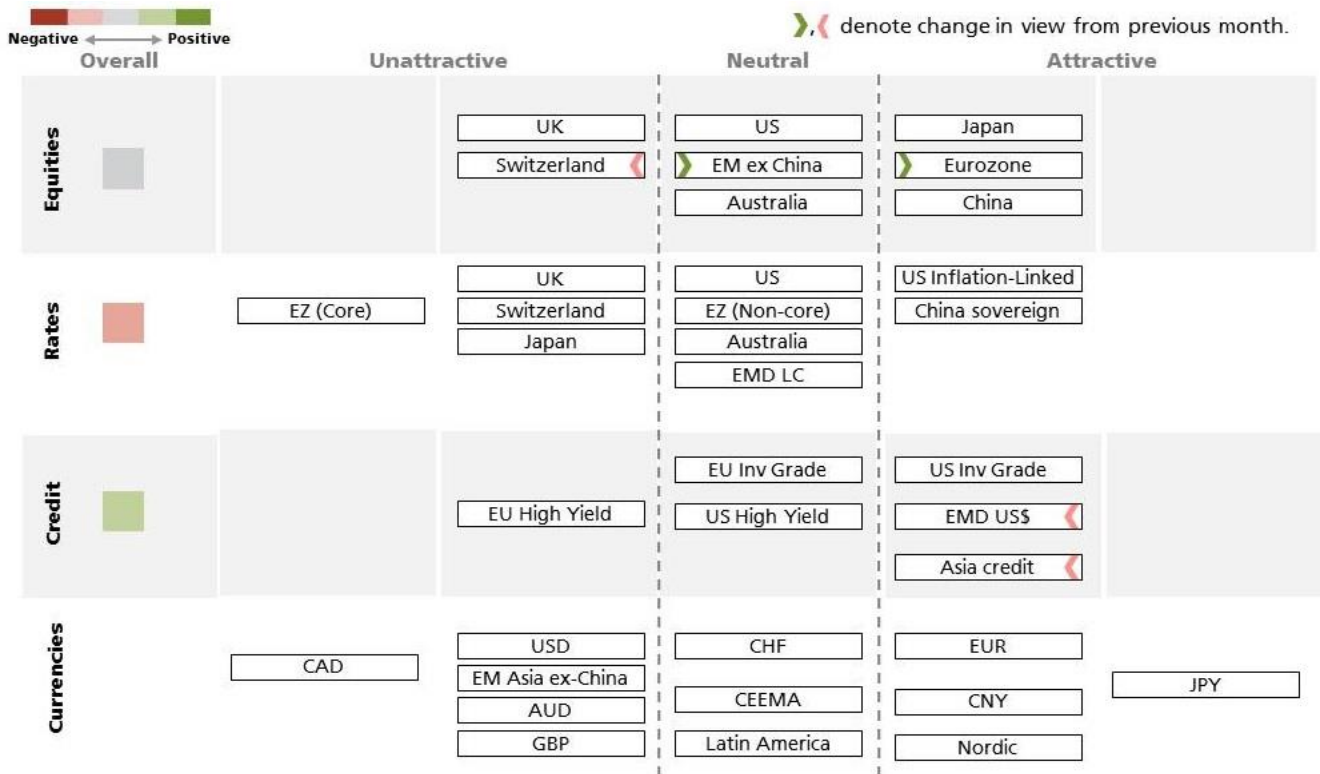 ❯,❮ denote change in view from previous month.
Negative ⟷ Positive
Overall Unattractive Neutral Attractive
Equities
UK US Japan
Switzerland EM ex China Eurozone
Australia China
Rates
UK US US Inflation-Linked
EZ (Core) Switzerland EZ (Non-core) China sovereign
Japan Australia
EMD LC
Credit
EU Inv Grade US Inv Grade
EU High Yield US High Yield EMD US$
Asia credit
Currencies
USD CHF EUR
CAD
EM Asia ex-China
JPY
CEEMA CNY
AUD
GBP Latin America Nordic